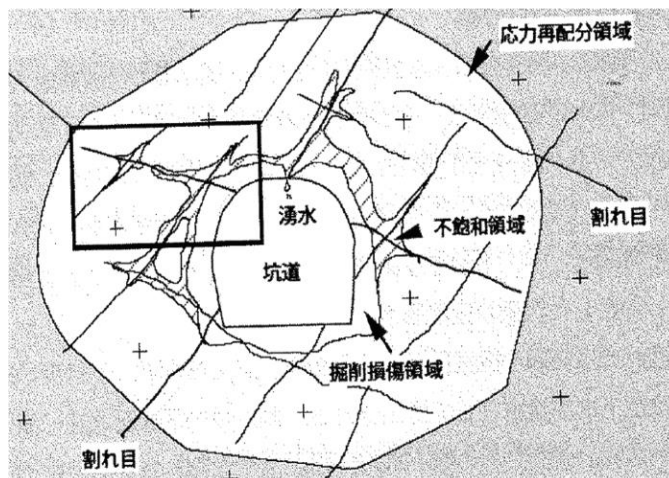 応力再配分領域
割れ目
湧水
不飽和領域
坑道
掘削損傷領域
割れ目